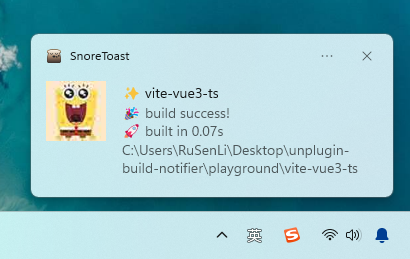 SnoreToast
✨ vite-vue3-ts
🎉 build success!
🚀 built in 0.07s
C:\Users\RuSenLi\Desktop\unplugin-
build-notifier\playground\vite-vue3-ts
英